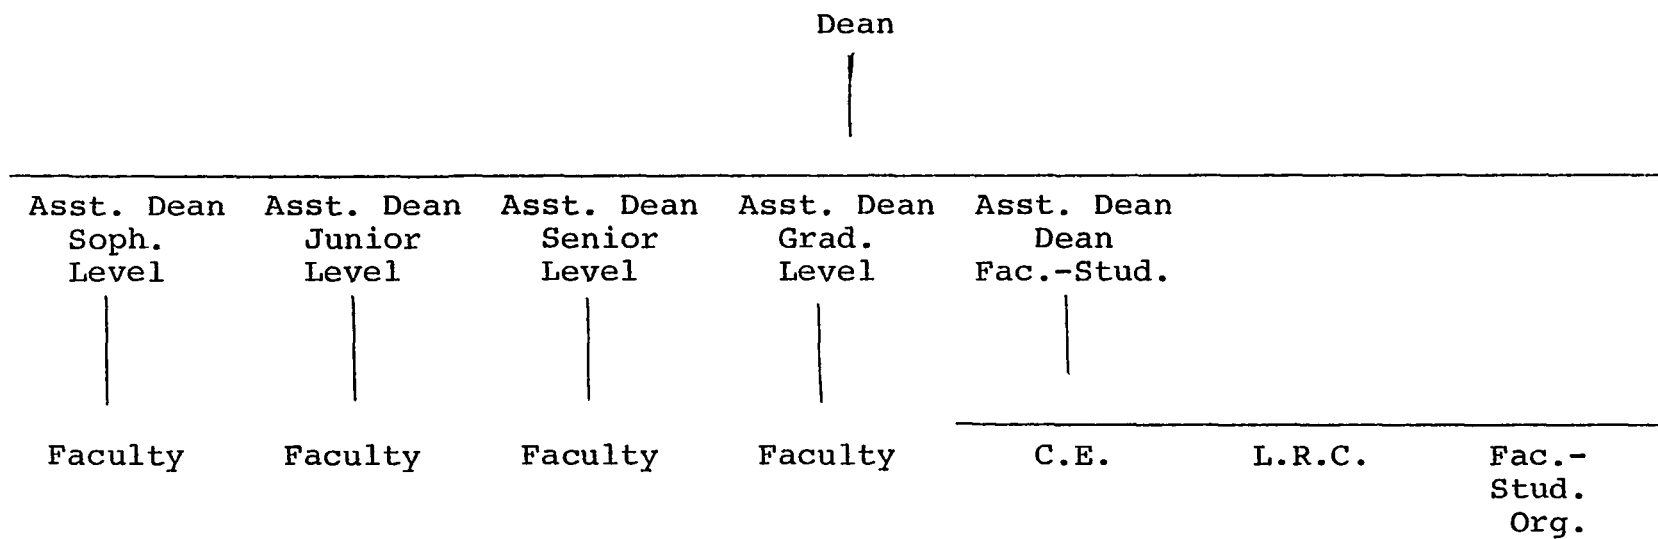 Dean
Asst. Dean Asst. Dean Asst. Dean Asst. Dean Asst. Dean
Soph. Junior Senior Grad. Dean
Level Level Level Level Fac.-Stud.
Faculty Faculty Faculty Faculty C.E. L.R.C. Fac.-
Stud.
Org.